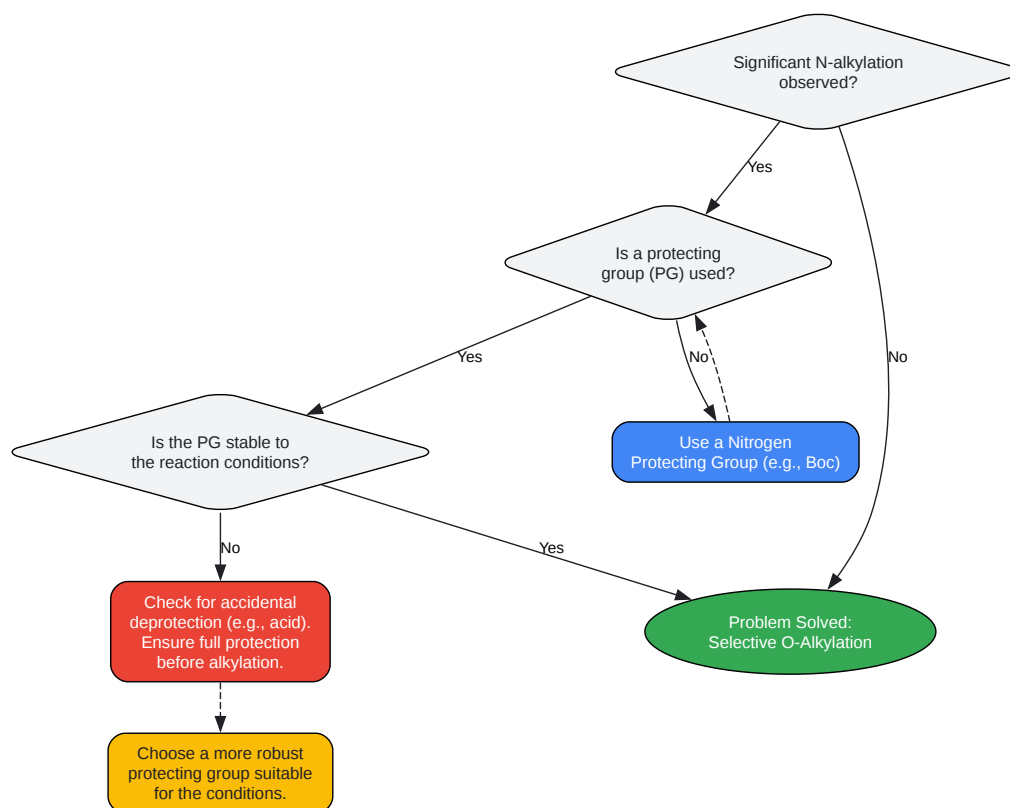 Significant N-alkylation
observed?
Yes
Is a protecting
group (PG) used?
Yes
No
No
Is the PG stable to
the reaction conditions?
Use a Nitrogen
Protecting Group (e.g., Boc)
No
Yes
Check for accidental
deprotection (e.g., acid).
Ensure full protection
before alkylation.
Problem Solved:
Selective O-Alkylation
Choose a more robust
protecting group suitable
for the conditions.